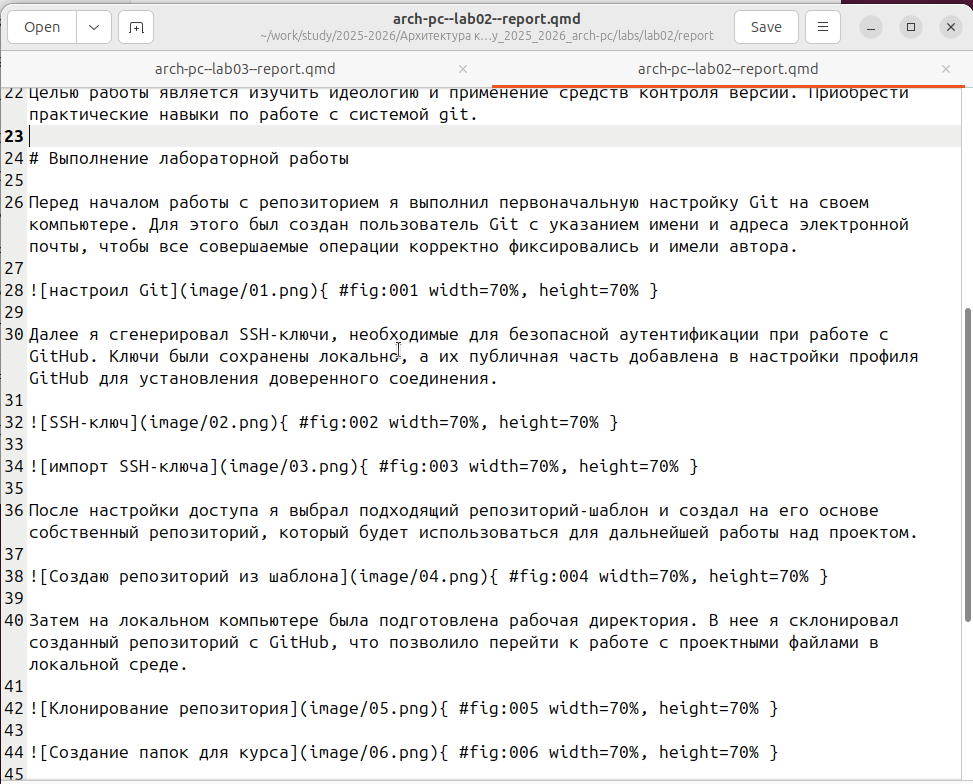 Open
arch-pc--lab02--report.qmd
~/work/study/2025-2026/Архитектура к...y_2025_2026_arch-pc/labs/lab02/report
Save
arch-pc--lab03--report.qmd
arch-pc--lab02--report.qmd
22 Целью работы является изучить идеологию и применение средств контроля версий. Приобрести
практические навыки по работе с системой git.
23
24 # Выполнение лабораторной работы
25
26 Перед началом работы с репозиторием я выполнил первоначальную настройку Git на своем
компьютере. Для этого был создан пользователь Git с указанием имени и адреса электронной
почты, чтобы все совершаемые операции корректно фиксировались и имели автора.
27
28 ![настроил Git](image/01.png){ #fig:001 width=70%, height=70% }
29
30 Далее я сгенерировал SSH-ключи, необходимые для безопасной аутентификации при работе с
GitHub. Ключи были сохранены локально, а их публичная часть добавлена в настройки профиля
GitHub для установления доверенного соединения.
31
32 ![SSH-ключ](image/02.png){ #fig:002 width=70%, height=70% }
33
34 ![импорт SSH-ключа](image/03.png){ #fig:003 width=70%, height=70% }
35
36 После настройки доступа я выбрал подходящий репозиторий-шаблон и создал на его основе
собственный репозиторий, который будет использоваться для дальнейшей работы над проектом.
37
38 ![Создаю репозиторий из шаблона](image/04.png){ #fig:004 width=70%, height=70% }
39
40 Затем на локальном компьютере была подготовлена рабочая директория. В нее я склонировал
созданный репозиторий с GitHub, что позволило перейти к работе с проектными файлами в
локальной среде.
41
42 ![Клонирование репозитория](image/05.png){ #fig:005 width=70%, height=70% }
43
44 ![Создание папок для курса](image/06.png){ #fig:006 width=70%, height=70% }
45